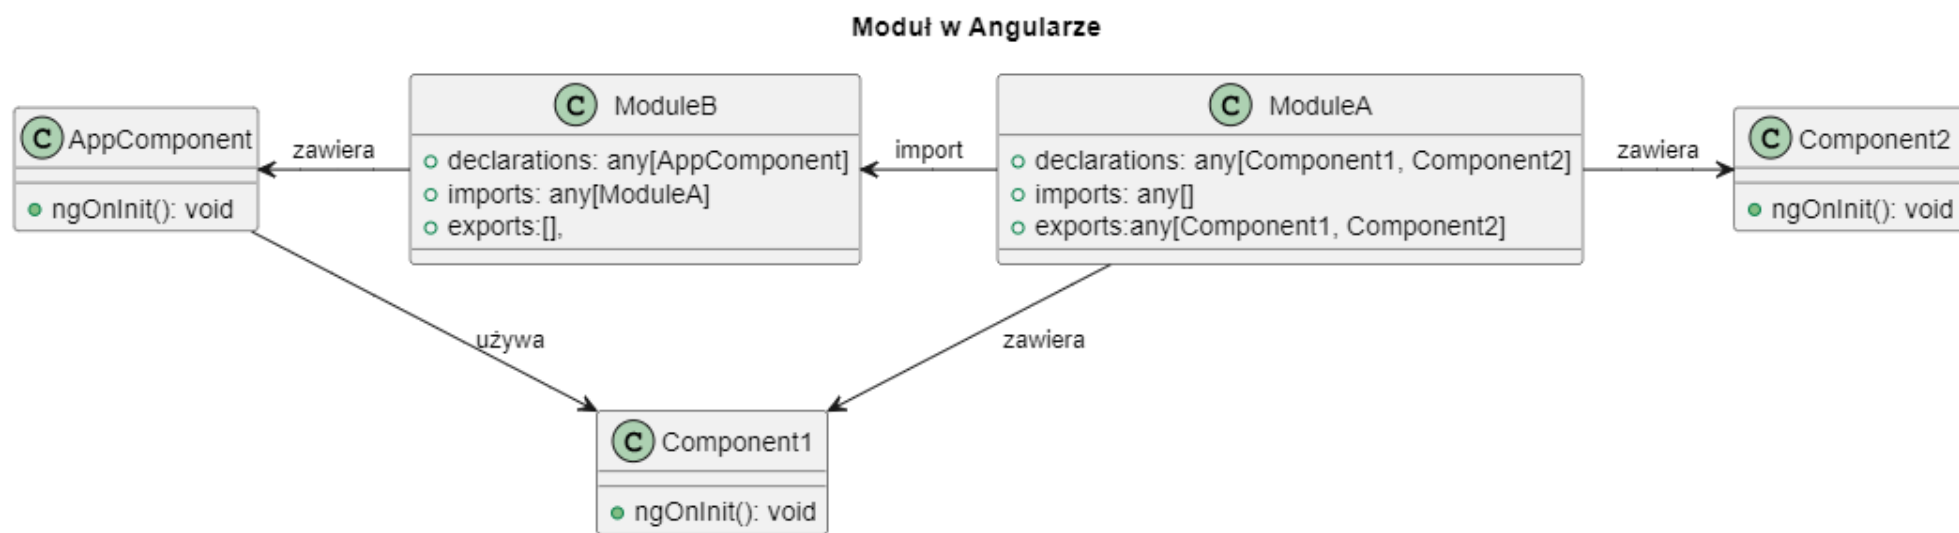 Moduł w Angularze
C AppComponent
ngOnInit(): void
zawiera
C ModuleB
declarations: any[AppComponent]
imports: any[ModuleA]
exports:[],
import
C ModuleA
declarations: any[Component1, Component2]
imports: any[]
exports:any[Component1, Component2]
zawiera
C Component2
ngOnInit(): void
używa
zawiera
C Component1
ngOnInit(): void